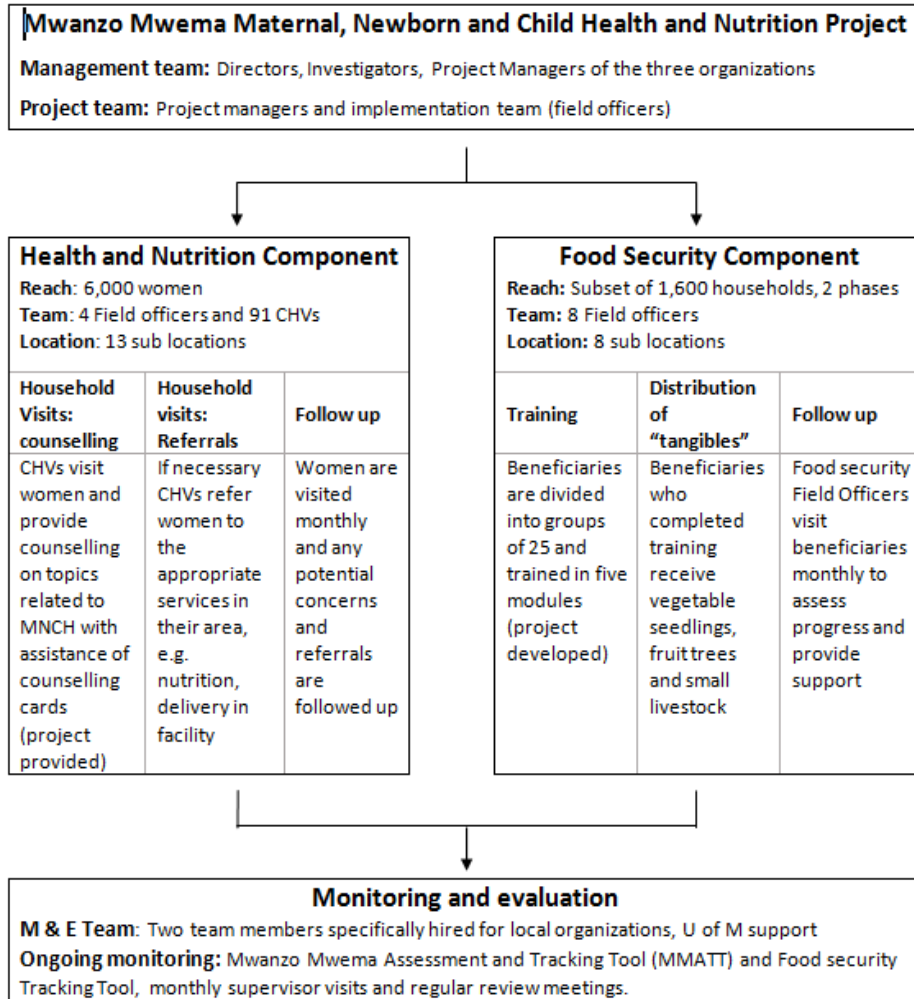 Mwanzo Mwema Maternal, Newborn and Child Health and Nutrition Project
Management team: Directors, Investigators, Project Managers of the three organizations
Project team: Project managers and implementation team (field officers)
Health and Nutrition Component
Reach: 6,000 women
Team: 4 Field officers and 91 CHVs
Location: 13 sub locations
Household
Visits:
counselling
CHVs visit
women and
provide
counselling
on topics
related to
MNCH with
assistance of
counselling
cards
(project
provided)
Household
visits:
Referrals
If necessary
CHVs refer
women to
the
appropriate
services in
their area,
e.g.
nutrition,
delivery in
facility
Follow up
Women are
visited
monthly
and any
potential
concerns
and
referrals
are
followed up
Food Security Component
Reach: Subset of 1,600 households, 2 phases
Team: 8 Field officers
Location: 8 sub locations
Training
Beneficiaries
are divided
into groups
of 25 and
trained in five
modules
(project
developed)
Distribution
of
“tangibles”
Beneficiaries
who
completed
training
receive
vegetable
seedlings,
fruit trees
and small
livestock
Follow up
Food security
Field Officers
visit
beneficiaries
monthly to
assess
progress and
provide
support
Monitoring and evaluation
M & E Team: Two team members specifically hired for local organizations, U of M support
Ongoing monitoring: Mwanzo Mwema Assessment and Tracking Tool (MMATT) and Food security
Tracking Tool, monthly supervisor visits and regular review meetings.